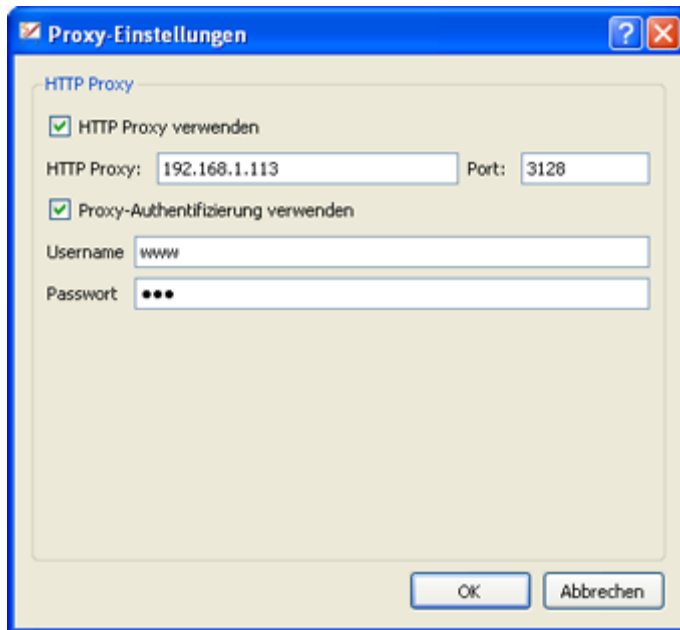 Proxy-Einstellungen
HTTP Proxy
HTTP Proxy verwenden
HTTP Proxy: 192.168.1.113 Port: 3128
Proxy-Authentifizierung verwenden
Username www
Passwort •••
OK Abbrechen